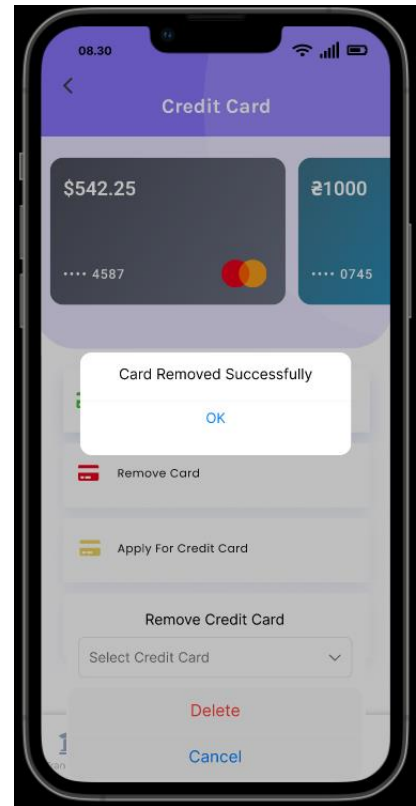 08.30
Credit Card
$542.25
₴1000
•••• 4587
•••• 0745
Card Removed Successfully
OK
Remove Card
Apply For Credit Card
Remove Credit Card
Select Credit Card
Delete
Cancel